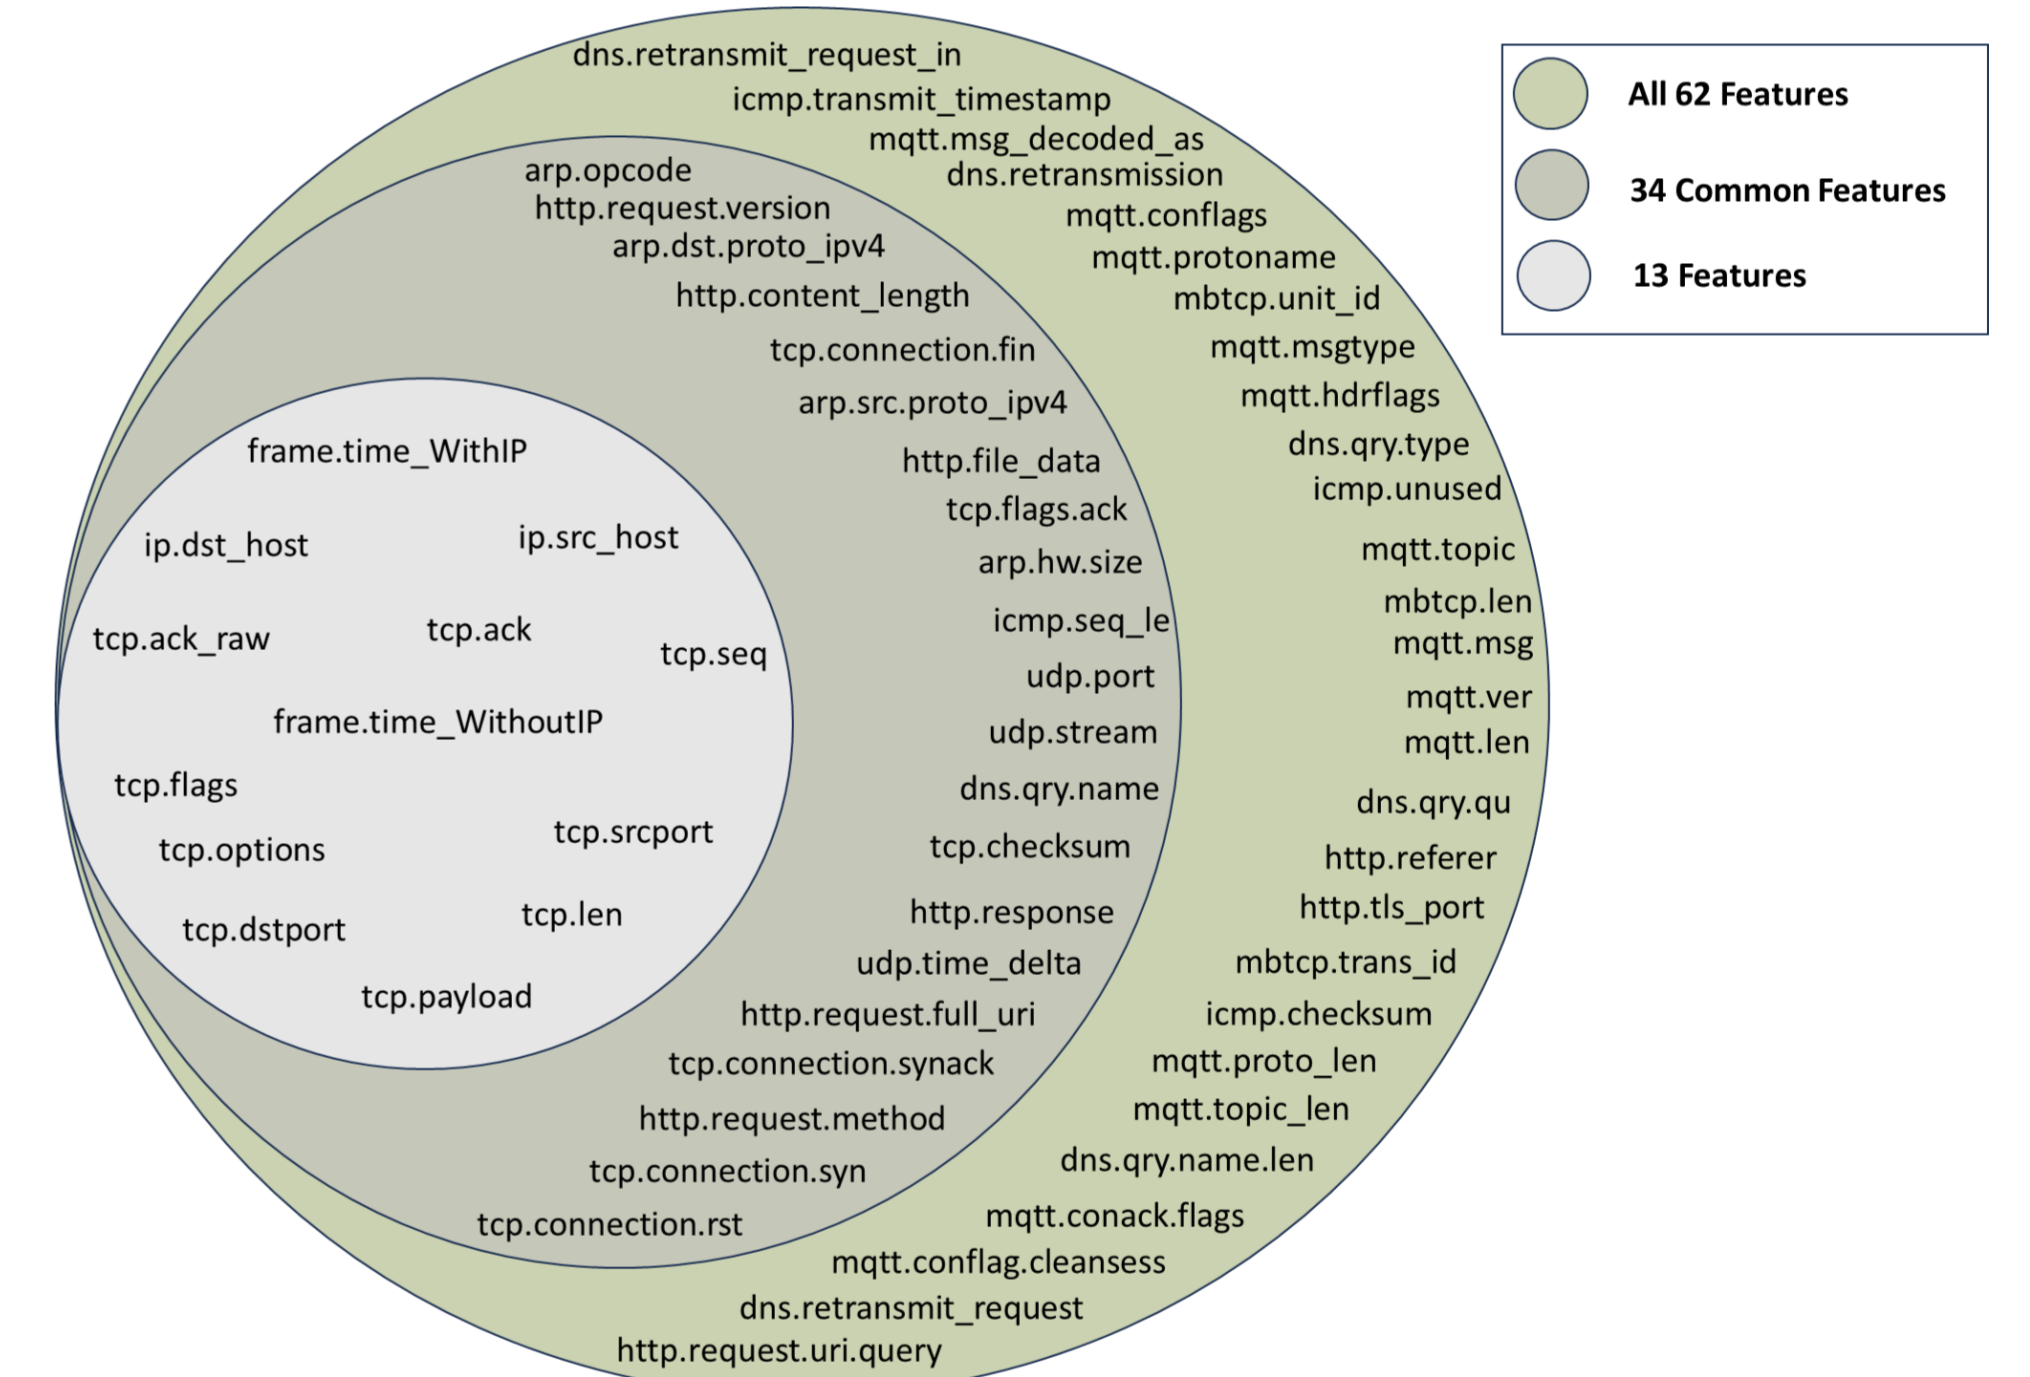 dns.retransmit_request_in
icmp.transmit_timestamp
mqtt.msg_decoded_as
dns.retransmission
mqtt.conflags
mqtt.protoname
mbtcp.unit_id
mqtt.msgtype
mqtt.hdrflags
dns.qry.type
icmp.unused
mqtt.topic
mbtcp.len
mqtt.msg
mqtt.ver
mqtt.len
dns.qry.qu
http.referer
http.tls_port
mbtcp.trans_id
icmp.checksum
mqtt.proto_len
mqtt.topic_len
dns.qry.name.len
mqtt.conack.flags
mqtt.conflag.cleansess
dns.retransmit_request
http.request.uri.query
arp.opcode
http.request.version
arp.dst.proto_ipv4
http.content_length
tcp.connection.fin
arp.src.proto_ipv4
http.file_data
tcp.flags.ack
arp.hw.size
icmp.seq_le
udp.port
udp.stream
dns.qry.name
tcp.checksum
http.response
udp.time_delta
http.request.full_uri
tcp.connection.synack
http.request.method
tcp.connection.syn
tcp.connection.rst
frame.time_WithIP
ip.dst_host
ip.src_host
tcp.ack_raw
tcp.ack
tcp.seq
frame.time_WithoutIP
tcp.flags
tcp.options
tcp.srcport
tcp.dstport
tcp.len
tcp.payload
All 62 Features
34 Common Features
13 Features